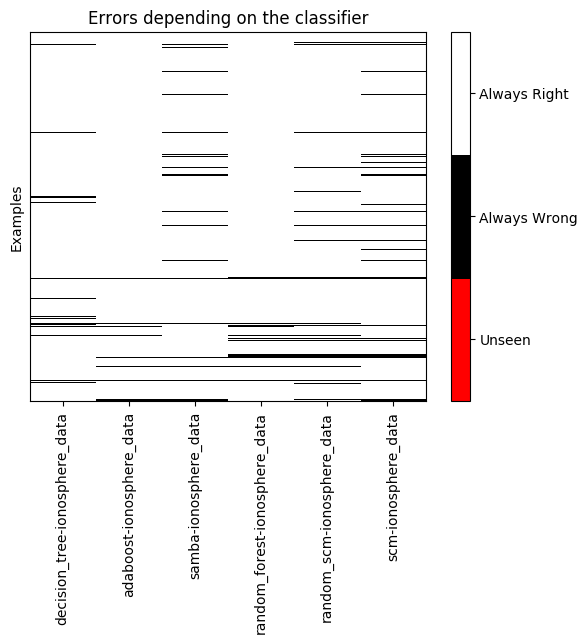 Errors depending on the classifier
Examples
Always Right
Always Wrong
Unseen
decision_tree-ionosphere_data
adaboost-ionosphere_data
samba-ionosphere_data
random_forest-ionosphere_data
random_scm-ionosphere_data
scm-ionosphere_data